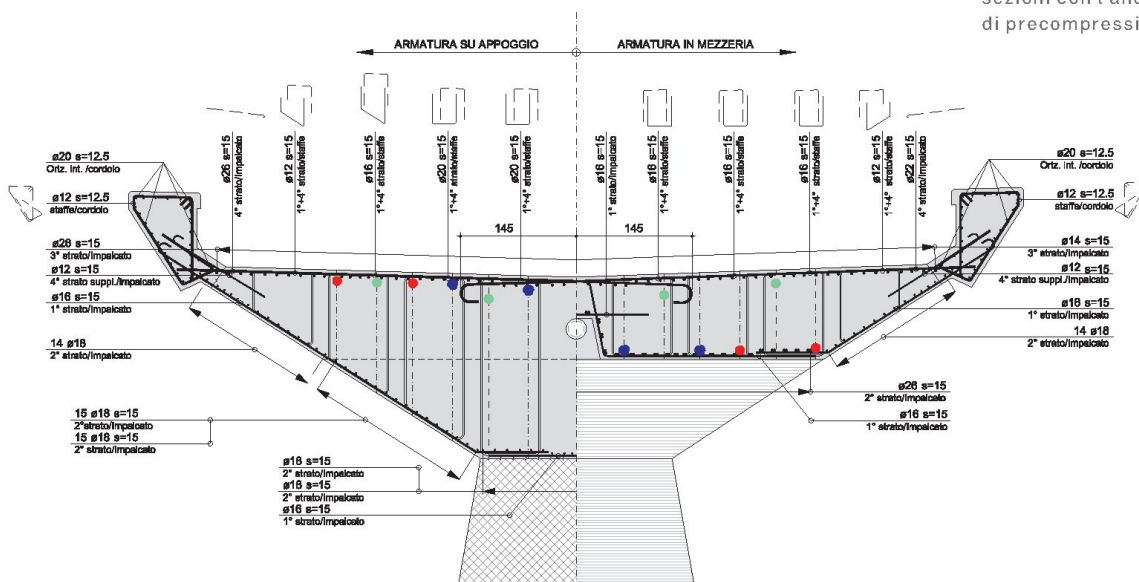 sezioni con l'an
di precompressi
ARMATURA SU APPOGGIO
ARMATURA IN MEZZERIA
ø26 s=15
4° strato/impalcato
ø12 s=15
1°+4° strato/staffe
ø16 s=15
1°+4° strato/staffe
ø20 s=15
1°+4° strato/staffe
ø20 s=15
1°+4° strato/staffe
ø16 s=15
1° strato/impalcato
ø16 s=15
1°+4° strato/staffe
ø16 s=15
1°+4° strato/staffe
ø16 s=15
1°+4° strato/staffe
ø12 s=15
1°+4° strato/staffe
ø22 s=15
4° strato/impalcato
ø20 s=12.5
Oriz. int. /cordolo
ø12 s=12.5
staffe/cordolo
ø26 s=15
3° strato/impalcato
ø12 s=15
4° strato suppl./impalcato
ø16 s=15
1° strato/impalcato
14 ø18
2° strato/impalcato
15 ø18 s=15
2°strato/impalcato
15 ø18 s=15
2° strato/impalcato
ø18 s=15
2° strato/impalcato
ø18 s=15
2° strato/impalcato
ø16 s=15
1° strato/impalcato
145
145
ø20 s=12.5
Oriz. int. /cordolo
ø12 s=12.5
staffe/cordolo
ø14 s=15
3° strato/impalcato
ø12 s=15
4° strato suppl./impalcato
ø16 s=15
1° strato/impalcato
14 ø18
2° strato/impalcato
ø26 s=15
2° strato/impalcato
ø16 s=15
1° strato/impalcato